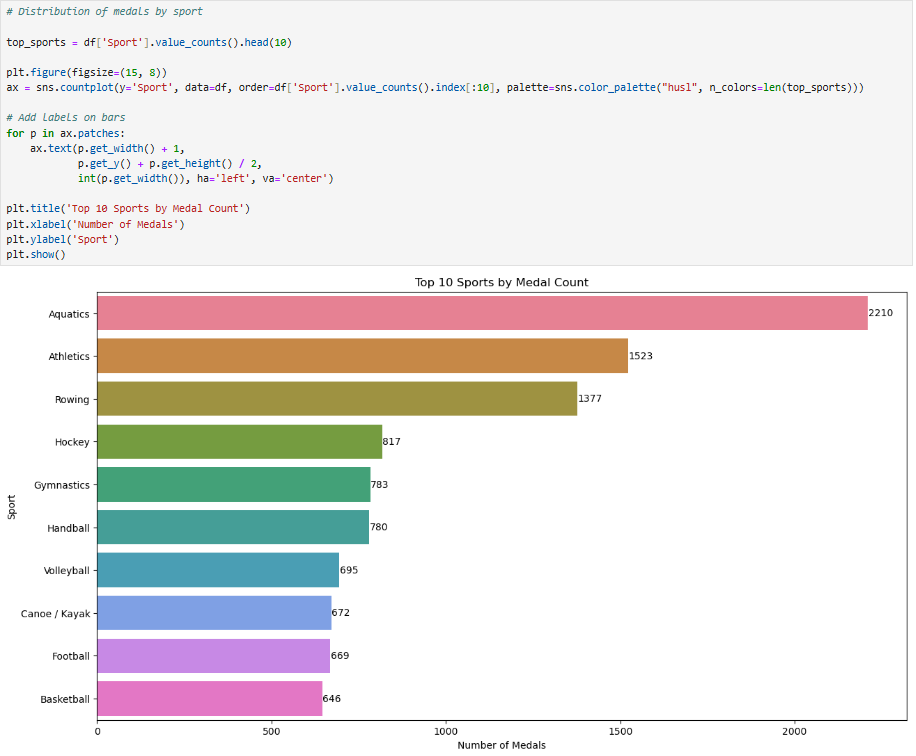 # Distribution of medals by sport
top_sports = df['Sport'].value_counts().head(10)
plt.figure(figsize=(15, 8))
ax = sns.countplot(y='Sport', data=df, order=df['Sport'].value_counts().index[:10], palette=sns.color_palette("husl", n_colors=len(top_sports)))
# Add labels on bars
for p in ax.patches:
    ax.text(p.get_width() + 1,
            p.get_y() + p.get_height() / 2,
            int(p.get_width()), ha='left', va='center')
plt.title('Top 10 Sports by Medal Count')
plt.xlabel('Number of Medals')
plt.ylabel('Sport')
plt.show()
Top 10 Sports by Medal Count
Sport
Aquatics 2210
Athletics 1523
Rowing 1377
Hockey 817
Gymnastics 783
Handball 780
Volleyball 695
Canoe / Kayak 672
Football 669
Basketball 646
0 500 1000 1500 2000
Number of Medals